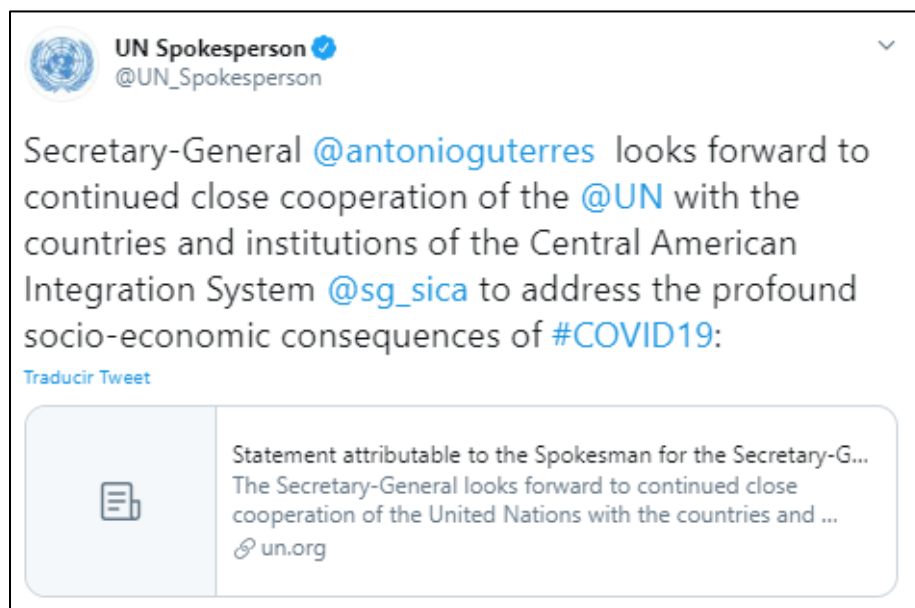 UN Spokesperson
@UN_Spokesperson
Secretary-General @antonioguterres looks forward to
continued close cooperation of the @UN with the
countries and institutions of the Central American
Integration System @sg_sica to address the profound
socio-economic consequences of #COVID19:
Traducir Tweet
Statement attributable to the Spokesman for the Secretary-G...
The Secretary-General looks forward to continued close
cooperation of the United Nations with the countries and ...
un.org